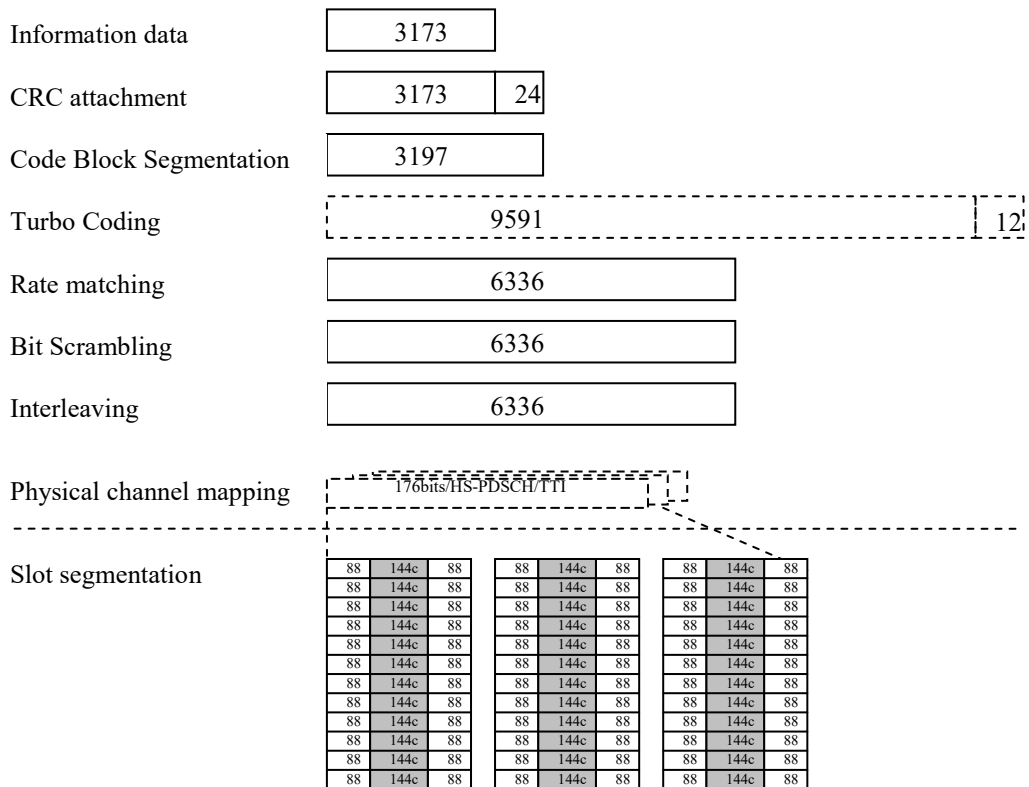 Information data 3173
CRC attachment 3173 24
Code Block Segmentation 3197
Turbo Coding 9591 12
Rate matching 6336
Bit Scrambling 6336
Interleaving 6336
Physical channel mapping 176bits/HS-PDSCH/TTI
Slot segmentation
88 144c 88 88 144c 88 88 144c 88
88 144c 88 88 144c 88 88 144c 88
88 144c 88 88 144c 88 88 144c 88
88 144c 88 88 144c 88 88 144c 88
88 144c 88 88 144c 88 88 144c 88
88 144c 88 88 144c 88 88 144c 88
88 144c 88 88 144c 88 88 144c 88
88 144c 88 88 144c 88 88 144c 88
88 144c 88 88 144c 88 88 144c 88
88 144c 88 88 144c 88 88 144c 88
88 144c 88 88 144c 88 88 144c 88
88 144c 88 88 144c 88 88 144c 88